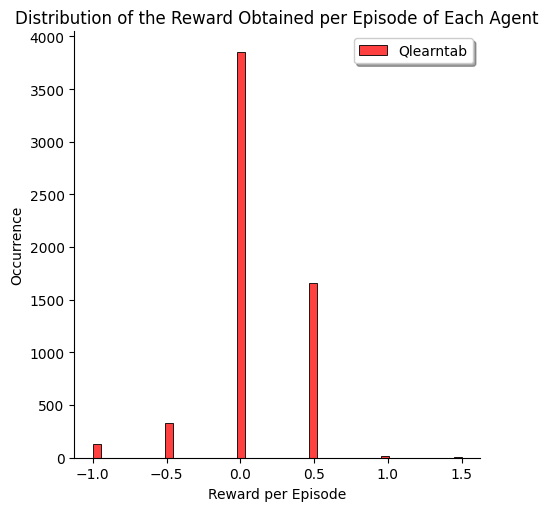 Distribution of the Reward Obtained per Episode of Each Agent
Qlearntab
4000
3500
3000
2500
2000
1500
1000
500
0
Occurrence
−1.0 −0.5 0.0 0.5 1.0 1.5
Reward per Episode